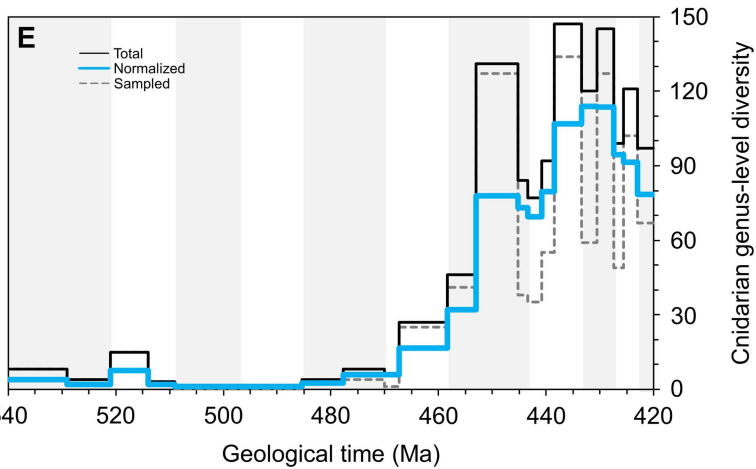 E
Total
Normalized
Sampled
150
120
90
60
30
0
Cnidarian genus-level diversity
40 520 500 480 460 440 420
Geological time (Ma)